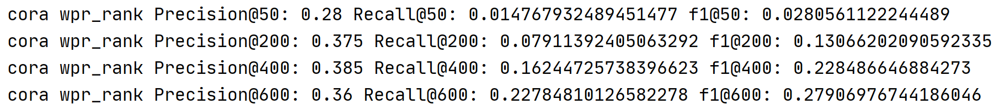 cora wpr_rank Precision@50: 0.28 Recall@50: 0.014767932489451477 f1@50: 0.0280561122244489
cora wpr_rank Precision@200: 0.375 Recall@200: 0.07911392405063292 f1@200: 0.13066202090592335
cora wpr_rank Precision@400: 0.385 Recall@400: 0.16244725738396623 f1@400: 0.228486646884273
cora wpr_rank Precision@600: 0.36 Recall@600: 0.22784810126582278 f1@600: 0.27906976744186046